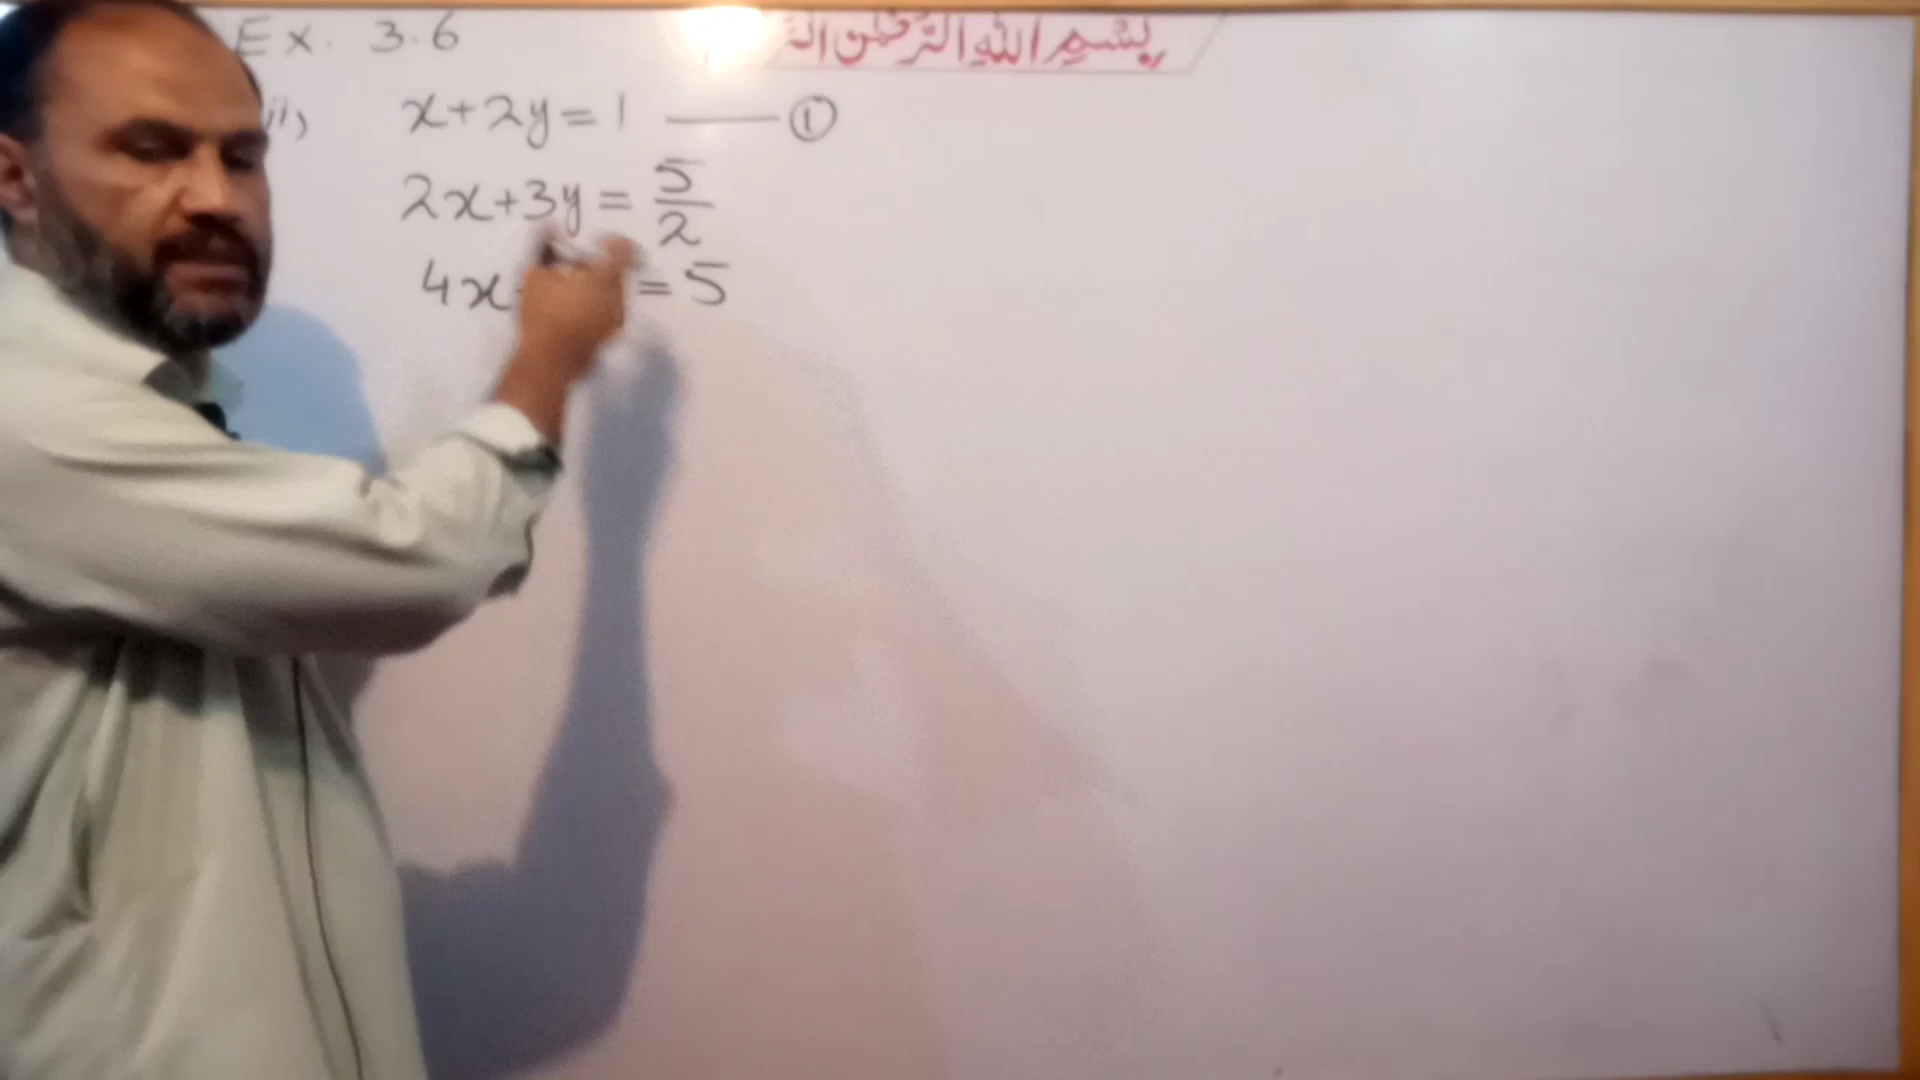 Ex. 3.6
بسم الله الرحمن
ii) x+2y=1 ——— ①
2x+3y= 5/2
4x = 5